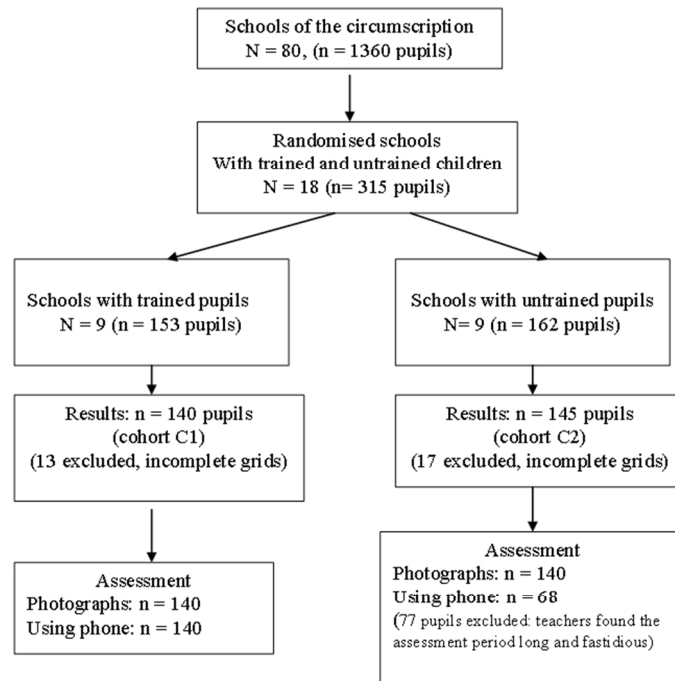 Schools of the circumscription
N = 80, (n = 1360 pupils)
Randomised schools
With trained and untrained children
N = 18 (n= 315 pupils)
Schools with trained pupils
N = 9 (n = 153 pupils)
Schools with untrained pupils
N= 9 (n = 162 pupils)
Results: n = 140 pupils
(cohort C1)
(13 excluded, incomplete grids)
Results: n = 145 pupils
(cohort C2)
(17 excluded, incomplete grids)
Assessment
Photographs: n = 140
Using phone: n = 140
Assessment
Photographs: n = 140
Using phone: n = 68
(77 pupils excluded: teachers found the
assessment period long and fastidious)